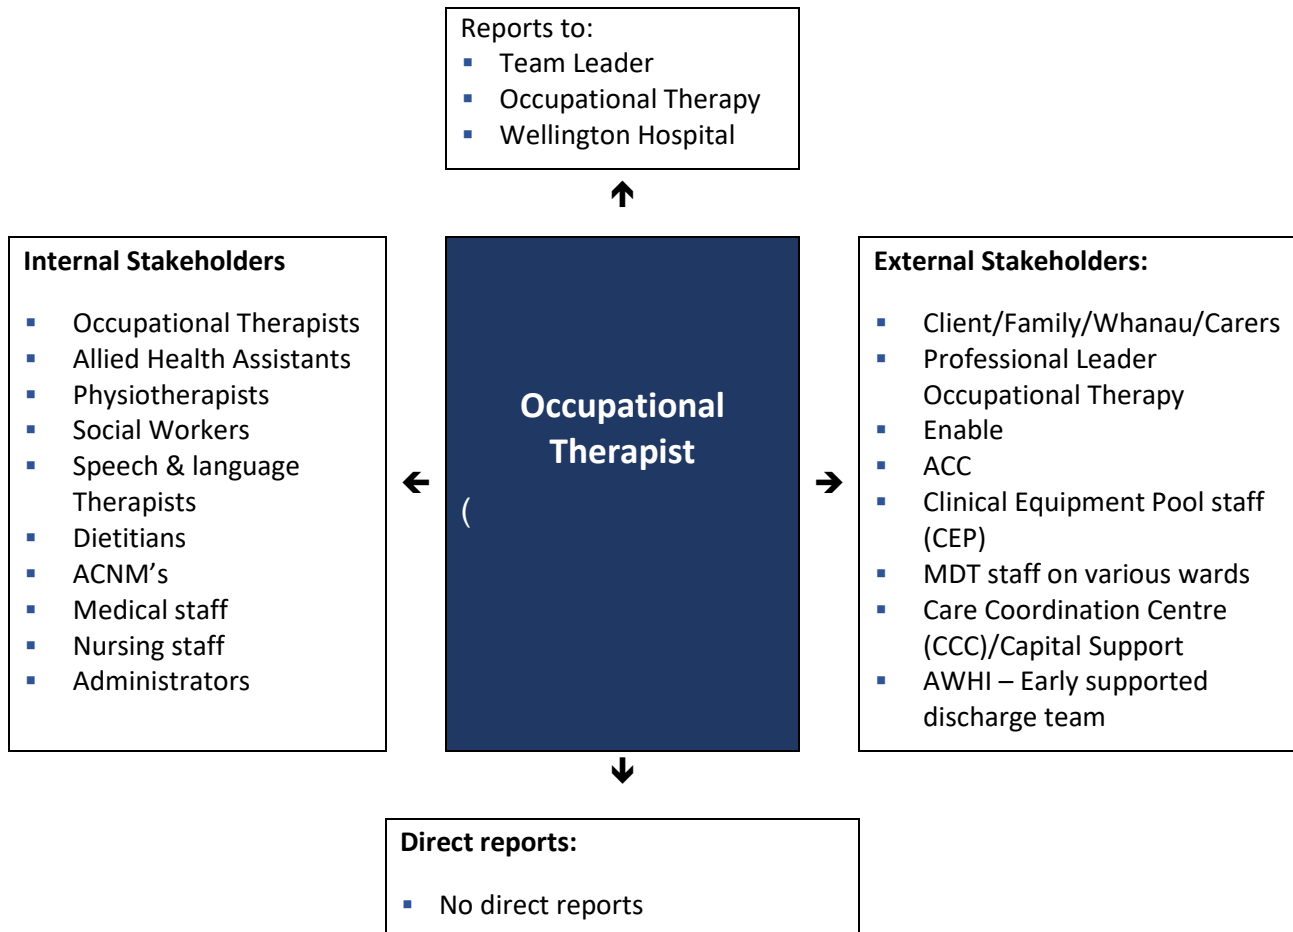 Reports to:
▪ Team Leader
▪ Occupational Therapy
▪ Wellington Hospital
🡹
Internal Stakeholders
▪ Occupational Therapists
▪ Allied Health Assistants
▪ Physiotherapists
▪ Social Workers
▪ Speech & language
Therapists
▪ Dietitians
▪ ACNM’s
▪ Medical staff
▪ Nursing staff
▪ Administrators
🡸
Occupational
Therapist
(
🡺
External Stakeholders:
▪ Client/Family/Whanau/Carers
▪ Professional Leader
Occupational Therapy
▪ Enable
▪ ACC
▪ Clinical Equipment Pool staff
(CEP)
▪ MDT staff on various wards
▪ Care Coordination Centre
(CCC)/Capital Support
▪ AWHI – Early supported
discharge team
🡻
Direct reports:
▪ No direct reports